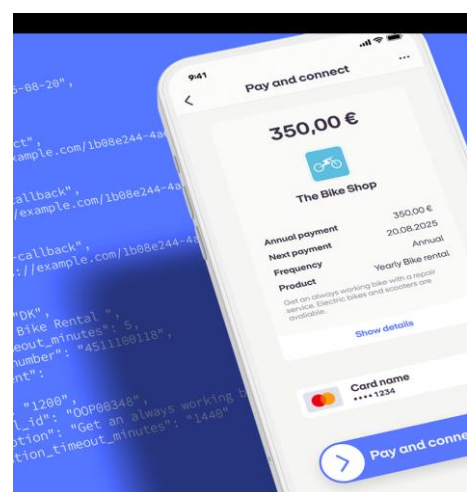 5-08-20",
ct",
example.com/1b08e244-4ae
callback",
//example.com/1b08e244-4a
-callback",
s://example.com/1b08e244-4a
"DK",
Bike Rental ",
eout_minutes": 5,
number": "4511100118",
ent":
"1200",
l_id": "OOP00348",
ption": "Get an always working b
tion_timeout_minutes": "1440"
9:41
Pay and connect
350,00 €
The Bike Shop
Annual payment 350,00 €
Next payment 20.08.2025
Frequency Annual
Product Yearly Bike rental
Get an always working bike with a repair
service. Electric bikes and scooters are
available.
Show details
Card name
•••• 1234
Pay and conne